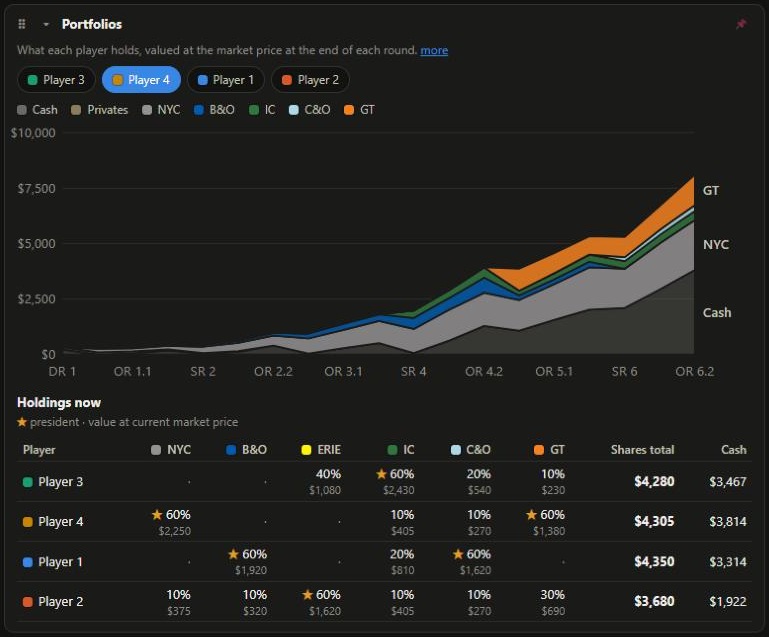 Portfolios
What each player holds, valued at the market price at the end of each round. more
Player 3 Player 4 Player 1 Player 2
Cash Privates NYC B&O IC C&O GT
$10,000
$7,500
$5,000
$2,500
$0
GT
NYC
Cash
DR 1 OR 1.1 SR 2 OR 2.2 OR 3.1 SR 4 OR 4.2 OR 5.1 SR 6 OR 6.2
Holdings now
★ president · value at current market price
Player NYC B&O ERIE IC C&O GT Shares total Cash
Player 3 · · 40% ★ 60% 20% 10% $4,280 $3,467
$1,080 $2,430 $540 $230
Player 4 ★ 60% · · 10% 10% ★ 60% $4,305 $3,814
$2,250 $405 $270 $1,380
Player 1 · ★ 60% · 20% ★ 60% · $4,350 $3,314
$1,920 $810 $1,620
Player 2 10% 10% ★ 60% 10% 10% 30% $3,680 $1,922
$375 $320 $1,620 $405 $270 $690